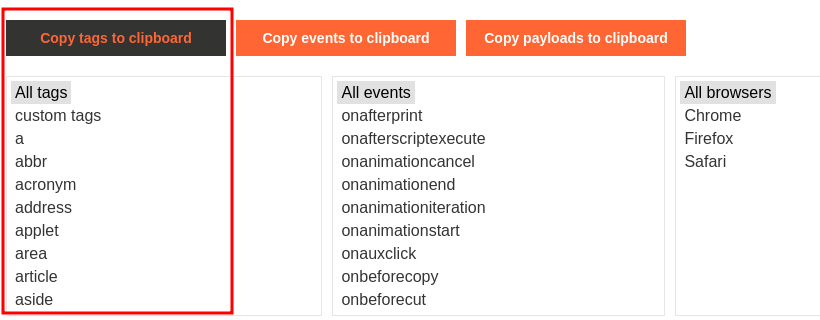 Copy tags to clipboard
Copy events to clipboard
Copy payloads to clipboard
All tags
custom tags
a
abbr
acronym
address
applet
area
article
aside
All events
onafterprint
onafterscriptexecute
onanimationcancel
onanimationend
onanimationiteration
onanimationstart
onauxclick
onbeforecopy
onbeforecut
All browsers
Chrome
Firefox
Safari